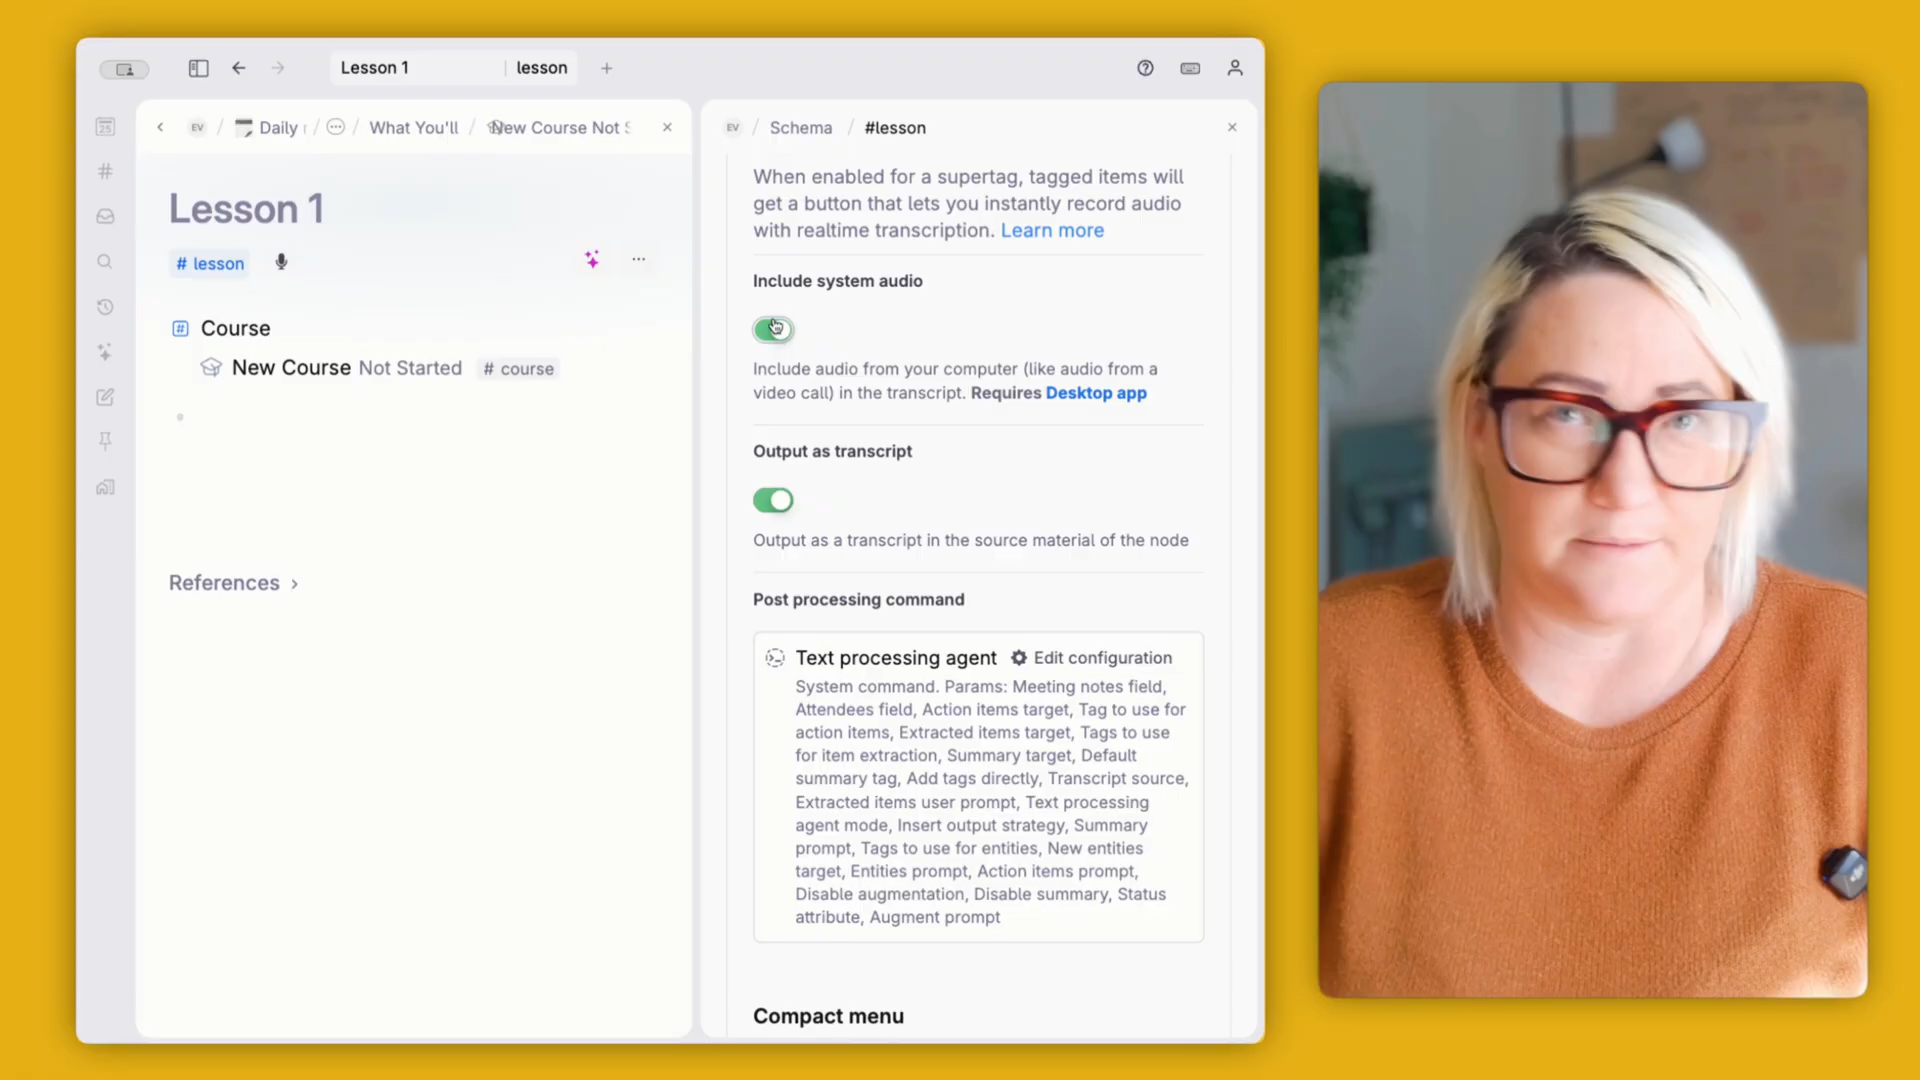 Lesson 1 | lesson
EV / Daily / What You'll / New Course Not
Lesson 1
# lesson
Course
New Course Not Started # course
References
EV / Schema / #lesson
When enabled for a supertag, tagged items will
get a button that lets you instantly record audio
with realtime transcription. Learn more
Include system audio
Include audio from your computer (like audio from a
video call) in the transcript. Requires Desktop app
Output as transcript
Output as a transcript in the source material of the node
Post processing command
Text processing agent Edit configuration
System command. Params: Meeting notes field,
Attendees field, Action items target, Tag to use for
action items, Extracted items target, Tags to use
for item extraction, Summary target, Default
summary tag, Add tags directly, Transcript source,
Extracted items user prompt, Text processing
agent mode, Insert output strategy, Summary
prompt, Tags to use for entities, New entities
target, Entities prompt, Action items prompt,
Disable augmentation, Disable summary, Status
attribute, Augment prompt
Compact menu